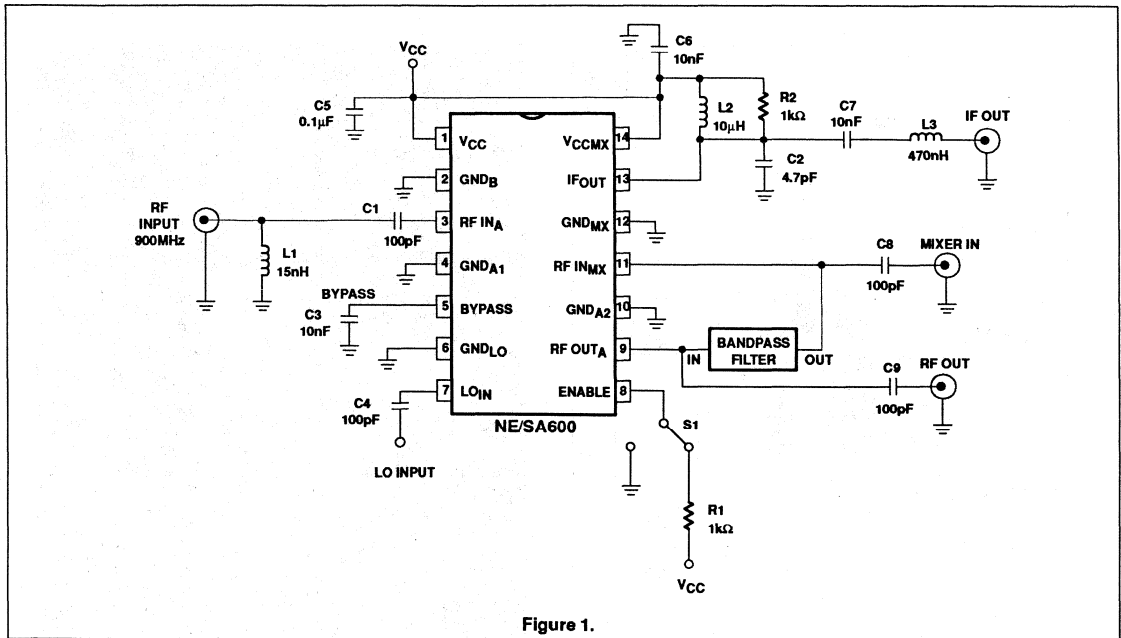 VCC
C6
10nF
C5
0.1µF
L2
10µH
R2
1kΩ
C7
10nF
L3
470nH
IF OUT
C2
4.7pF
1 VCC
VCCMX 14
2 GNDB
IFOUT 13
RF
INPUT
900MHz
C1
100pF
L1
15nH
3 RF INA
GNDMX 12
4 GNDA1
RF INMX 11
C8
100pF
MIXER IN
BYPASS
C3
10nF
5 BYPASS
GNDA2 10
6 GNDLO
RF OUTA 9
IN
BANDPASS
FILTER
OUT
C9
100pF
RF OUT
7 LOIN
ENABLE 8
C4
100pF
LO INPUT
NE/SA600
S1
R1
1kΩ
VCC
Figure 1.